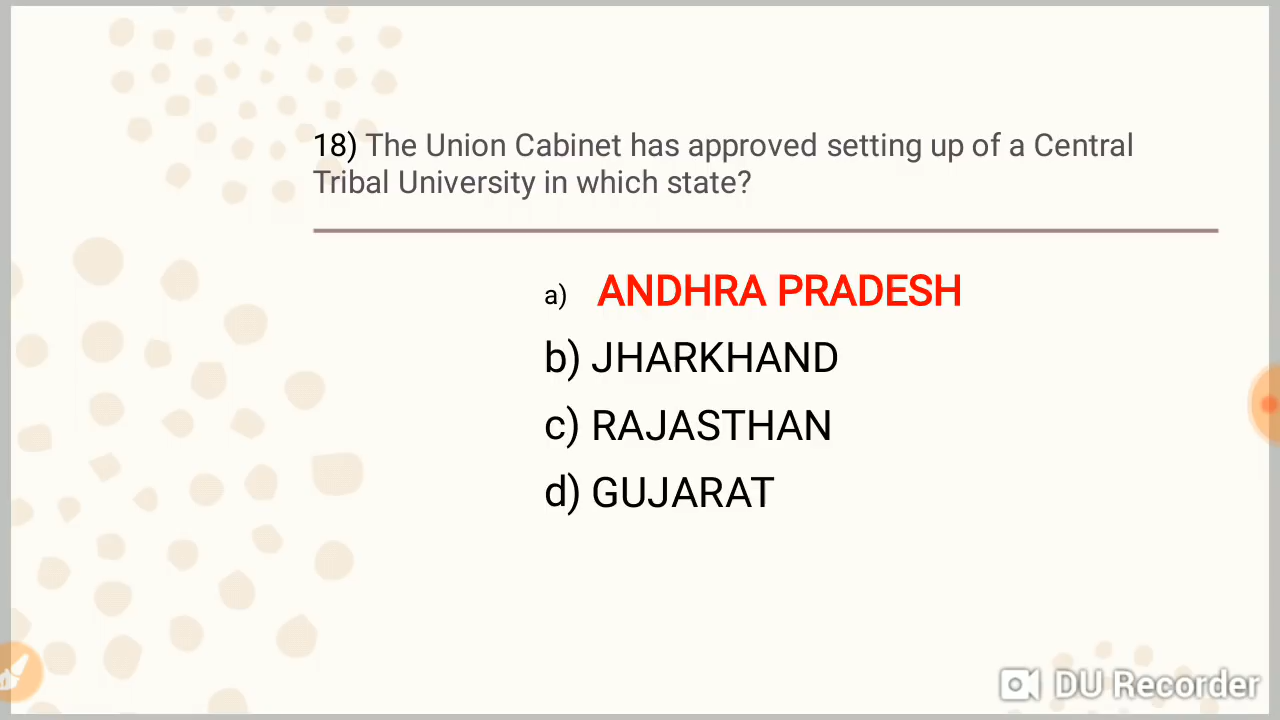 18) The Union Cabinet has approved setting up of a Central
Tribal University in which state?
a) ANDHRA PRADESH
b) JHARKHAND
c) RAJASTHAN
d) GUJARAT
DU Recorder